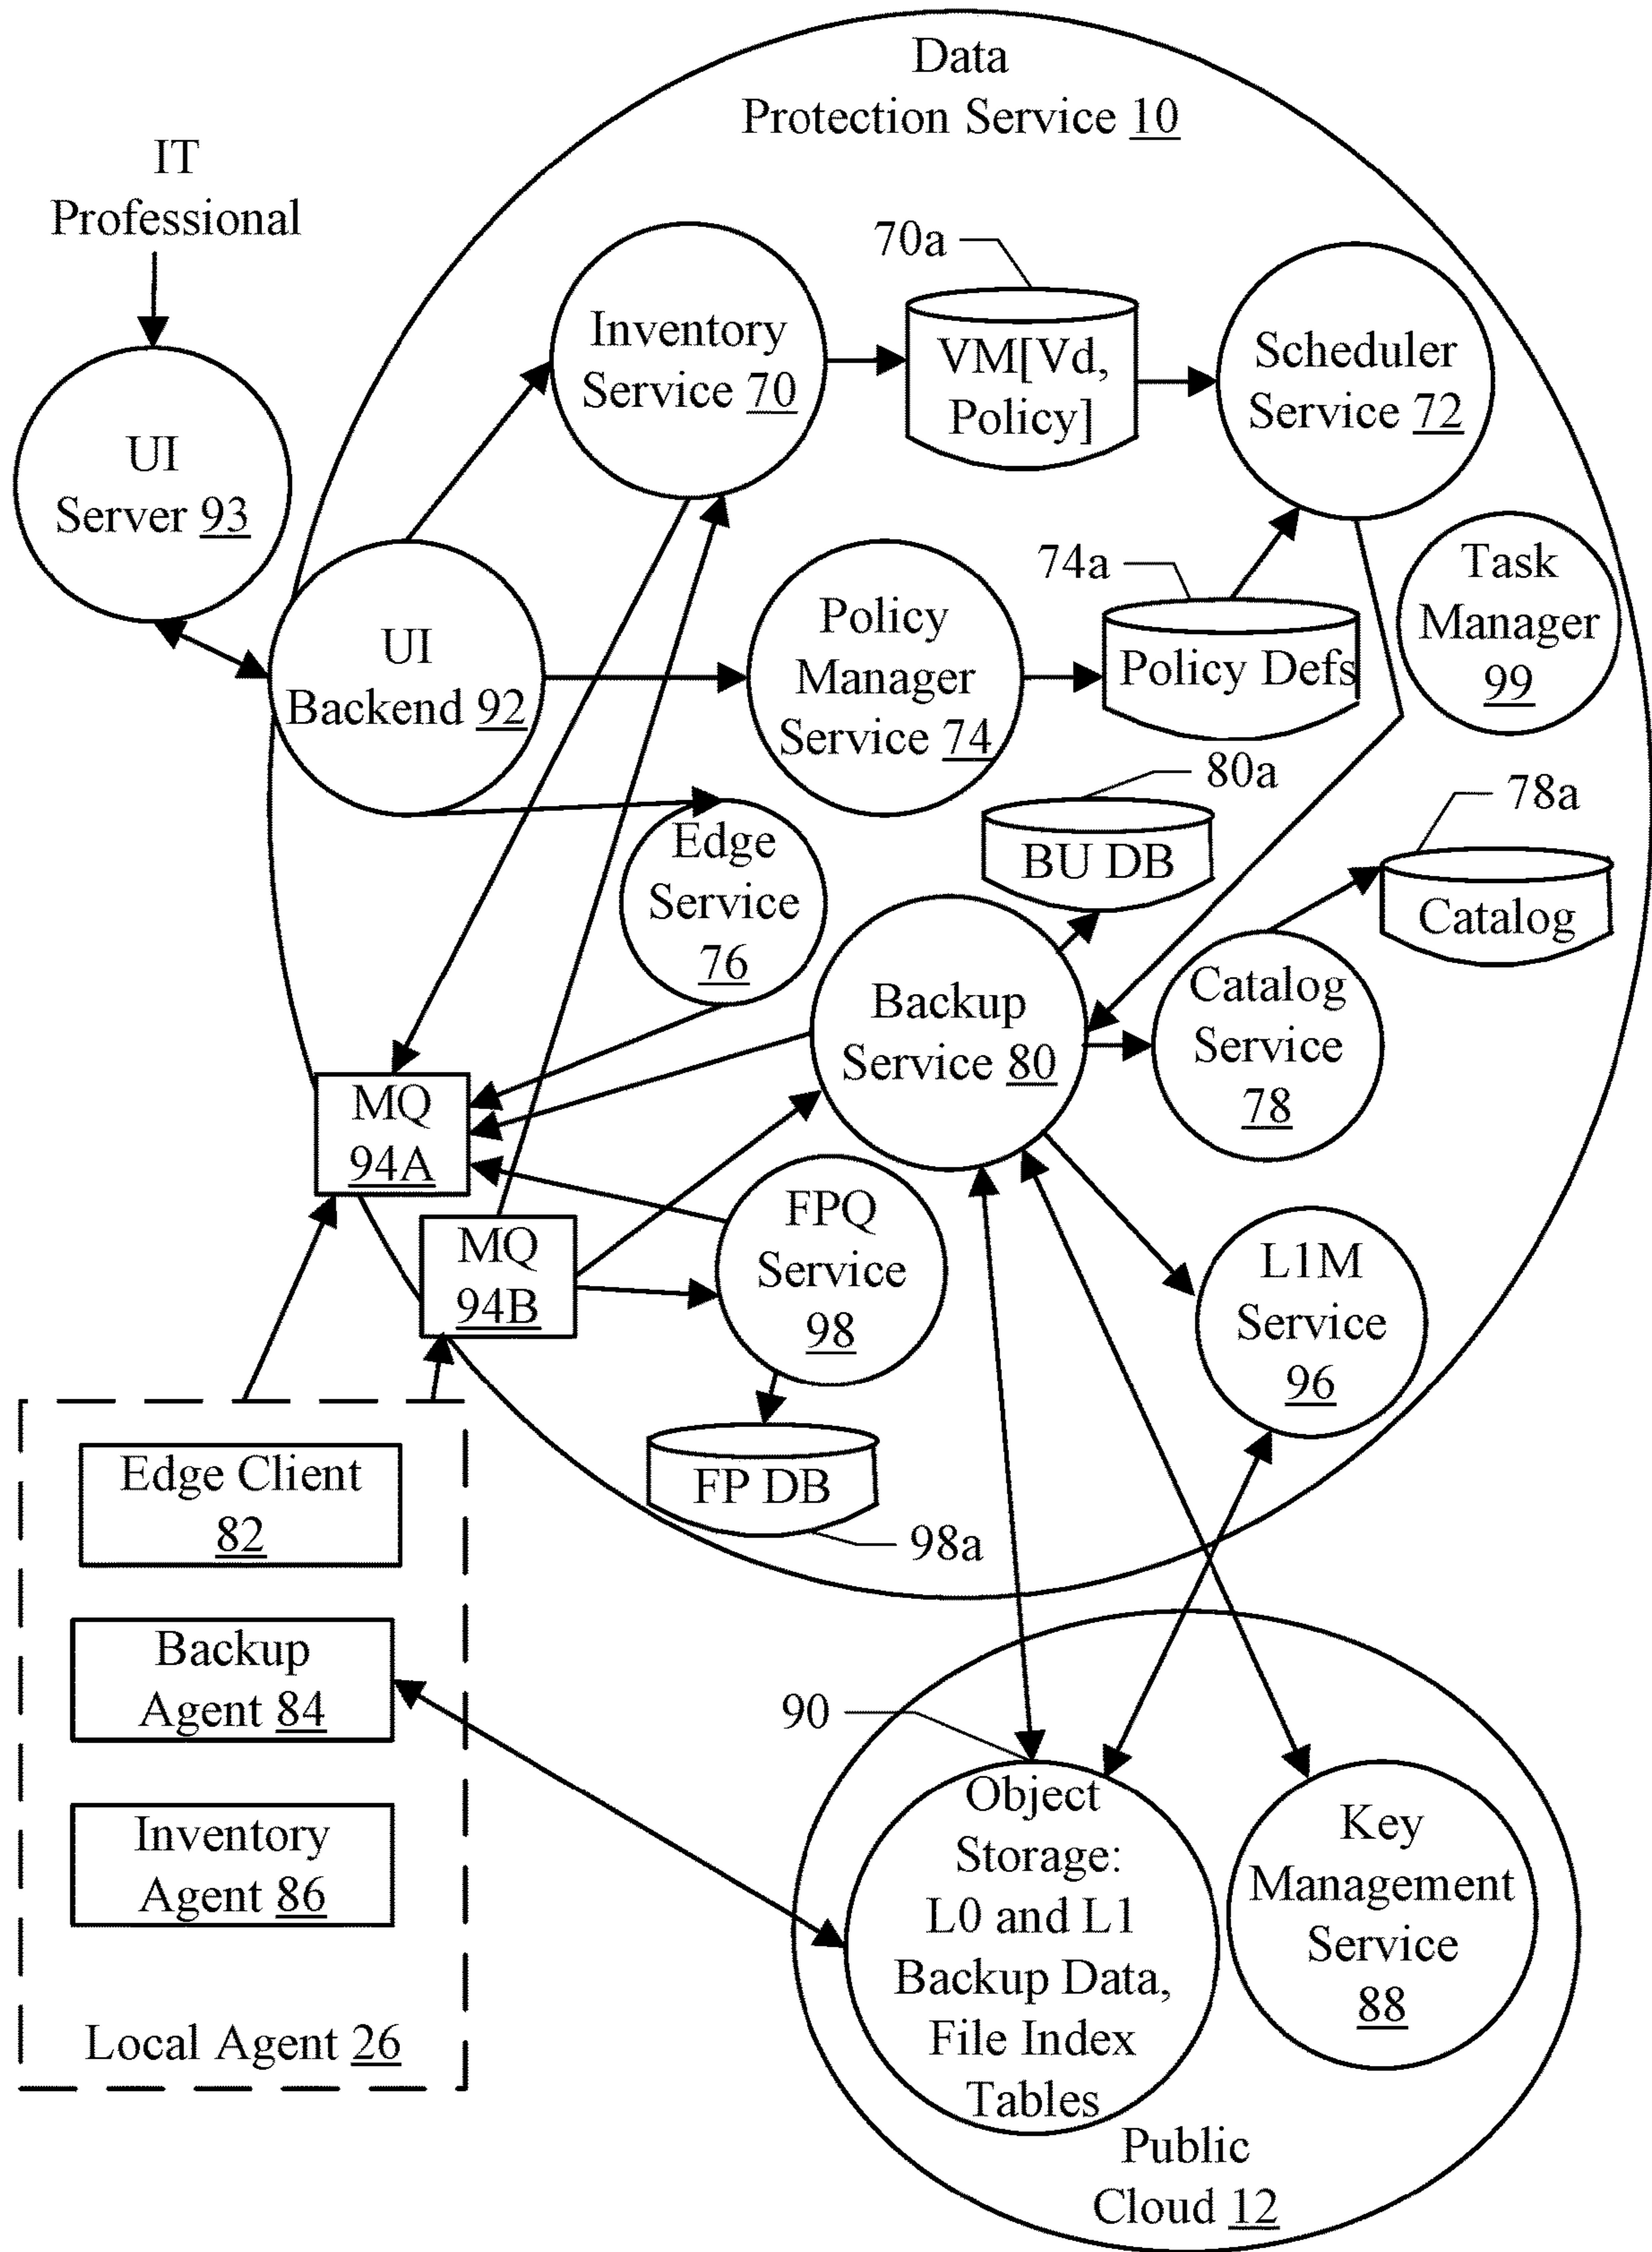 Data
Protection Service 10
IT
Professional
UI
Server 93
Inventory
Service 70
70a
VM[Vd,
Policy]
Scheduler
Service 72
UI
Backend 92
Policy
Manager
Service 74
74a
Policy Defs
Task
Manager
99
Edge
Service
76
80a
BU DB
78a
Catalog
Backup
Service 80
Catalog
Service
78
MQ
94A
MQ
94B
FPQ
Service
98
L1M
Service
96
FP DB
98a
Edge Client
82
Backup
Agent 84
Inventory
Agent 86
Local Agent 26
90
Object
Storage:
L0 and L1
Backup Data,
File Index
Tables
Key
Management
Service
88
Public
Cloud 12